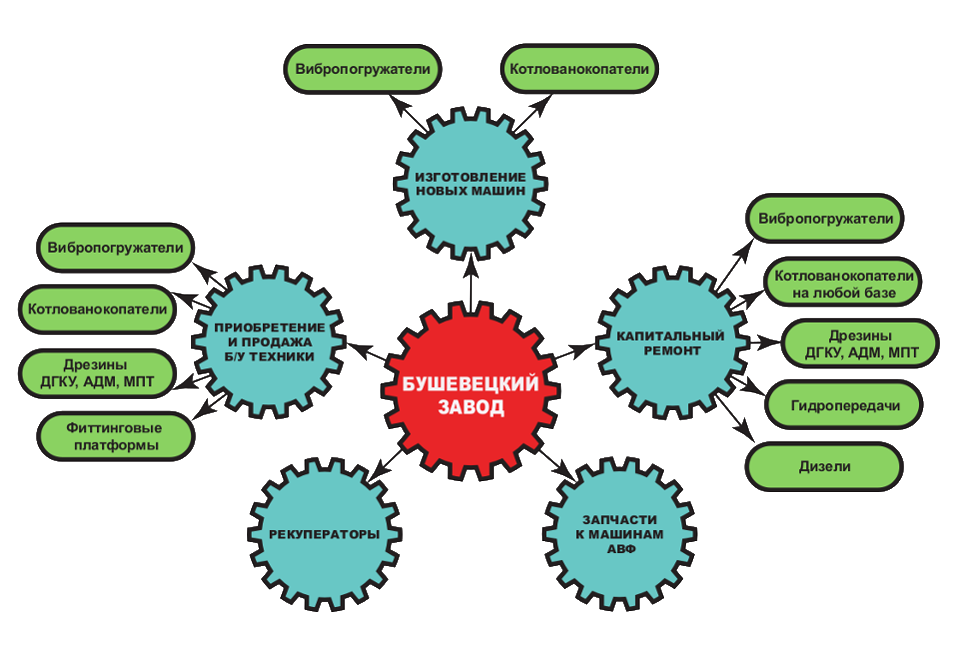 Вибропогружатели
Котлованокопатели
ИЗГОТОВЛЕНИЕ
НОВЫХ МАШИН
Вибропогружатели
Котлованокопатели
Дрезины
ДГКУ, АДМ, МПТ
Фиттинговые
платформы
ПРИОБРЕТЕНИЕ
И ПРОДАЖА
Б/У ТЕХНИКИ
БУШЕВЕЦКИЙ
ЗАВОД
КАПИТАЛЬНЫЙ
РЕМОНТ
Вибропогружатели
Котлованокопатели
на любой базе
Дрезины
ДГКУ, АДМ, МПТ
Гидропередачи
Дизели
РЕКУПЕРАТОРЫ
ЗАПЧАСТИ
К МАШИНАМ
АВФ